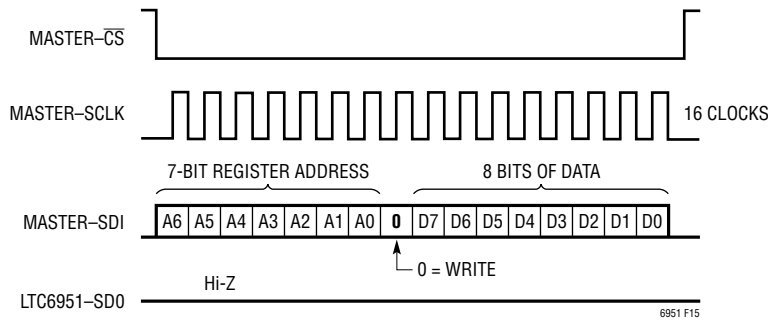 MASTER–CS
MASTER–SCLK
16 CLOCKS
7-BIT REGISTER ADDRESS
8 BITS OF DATA
MASTER–SDI
A6 A5 A4 A3 A2 A1 A0 0 D7 D6 D5 D4 D3 D2 D1 D0
0 = WRITE
Hi-Z
LTC6951–SD0
6951 F15